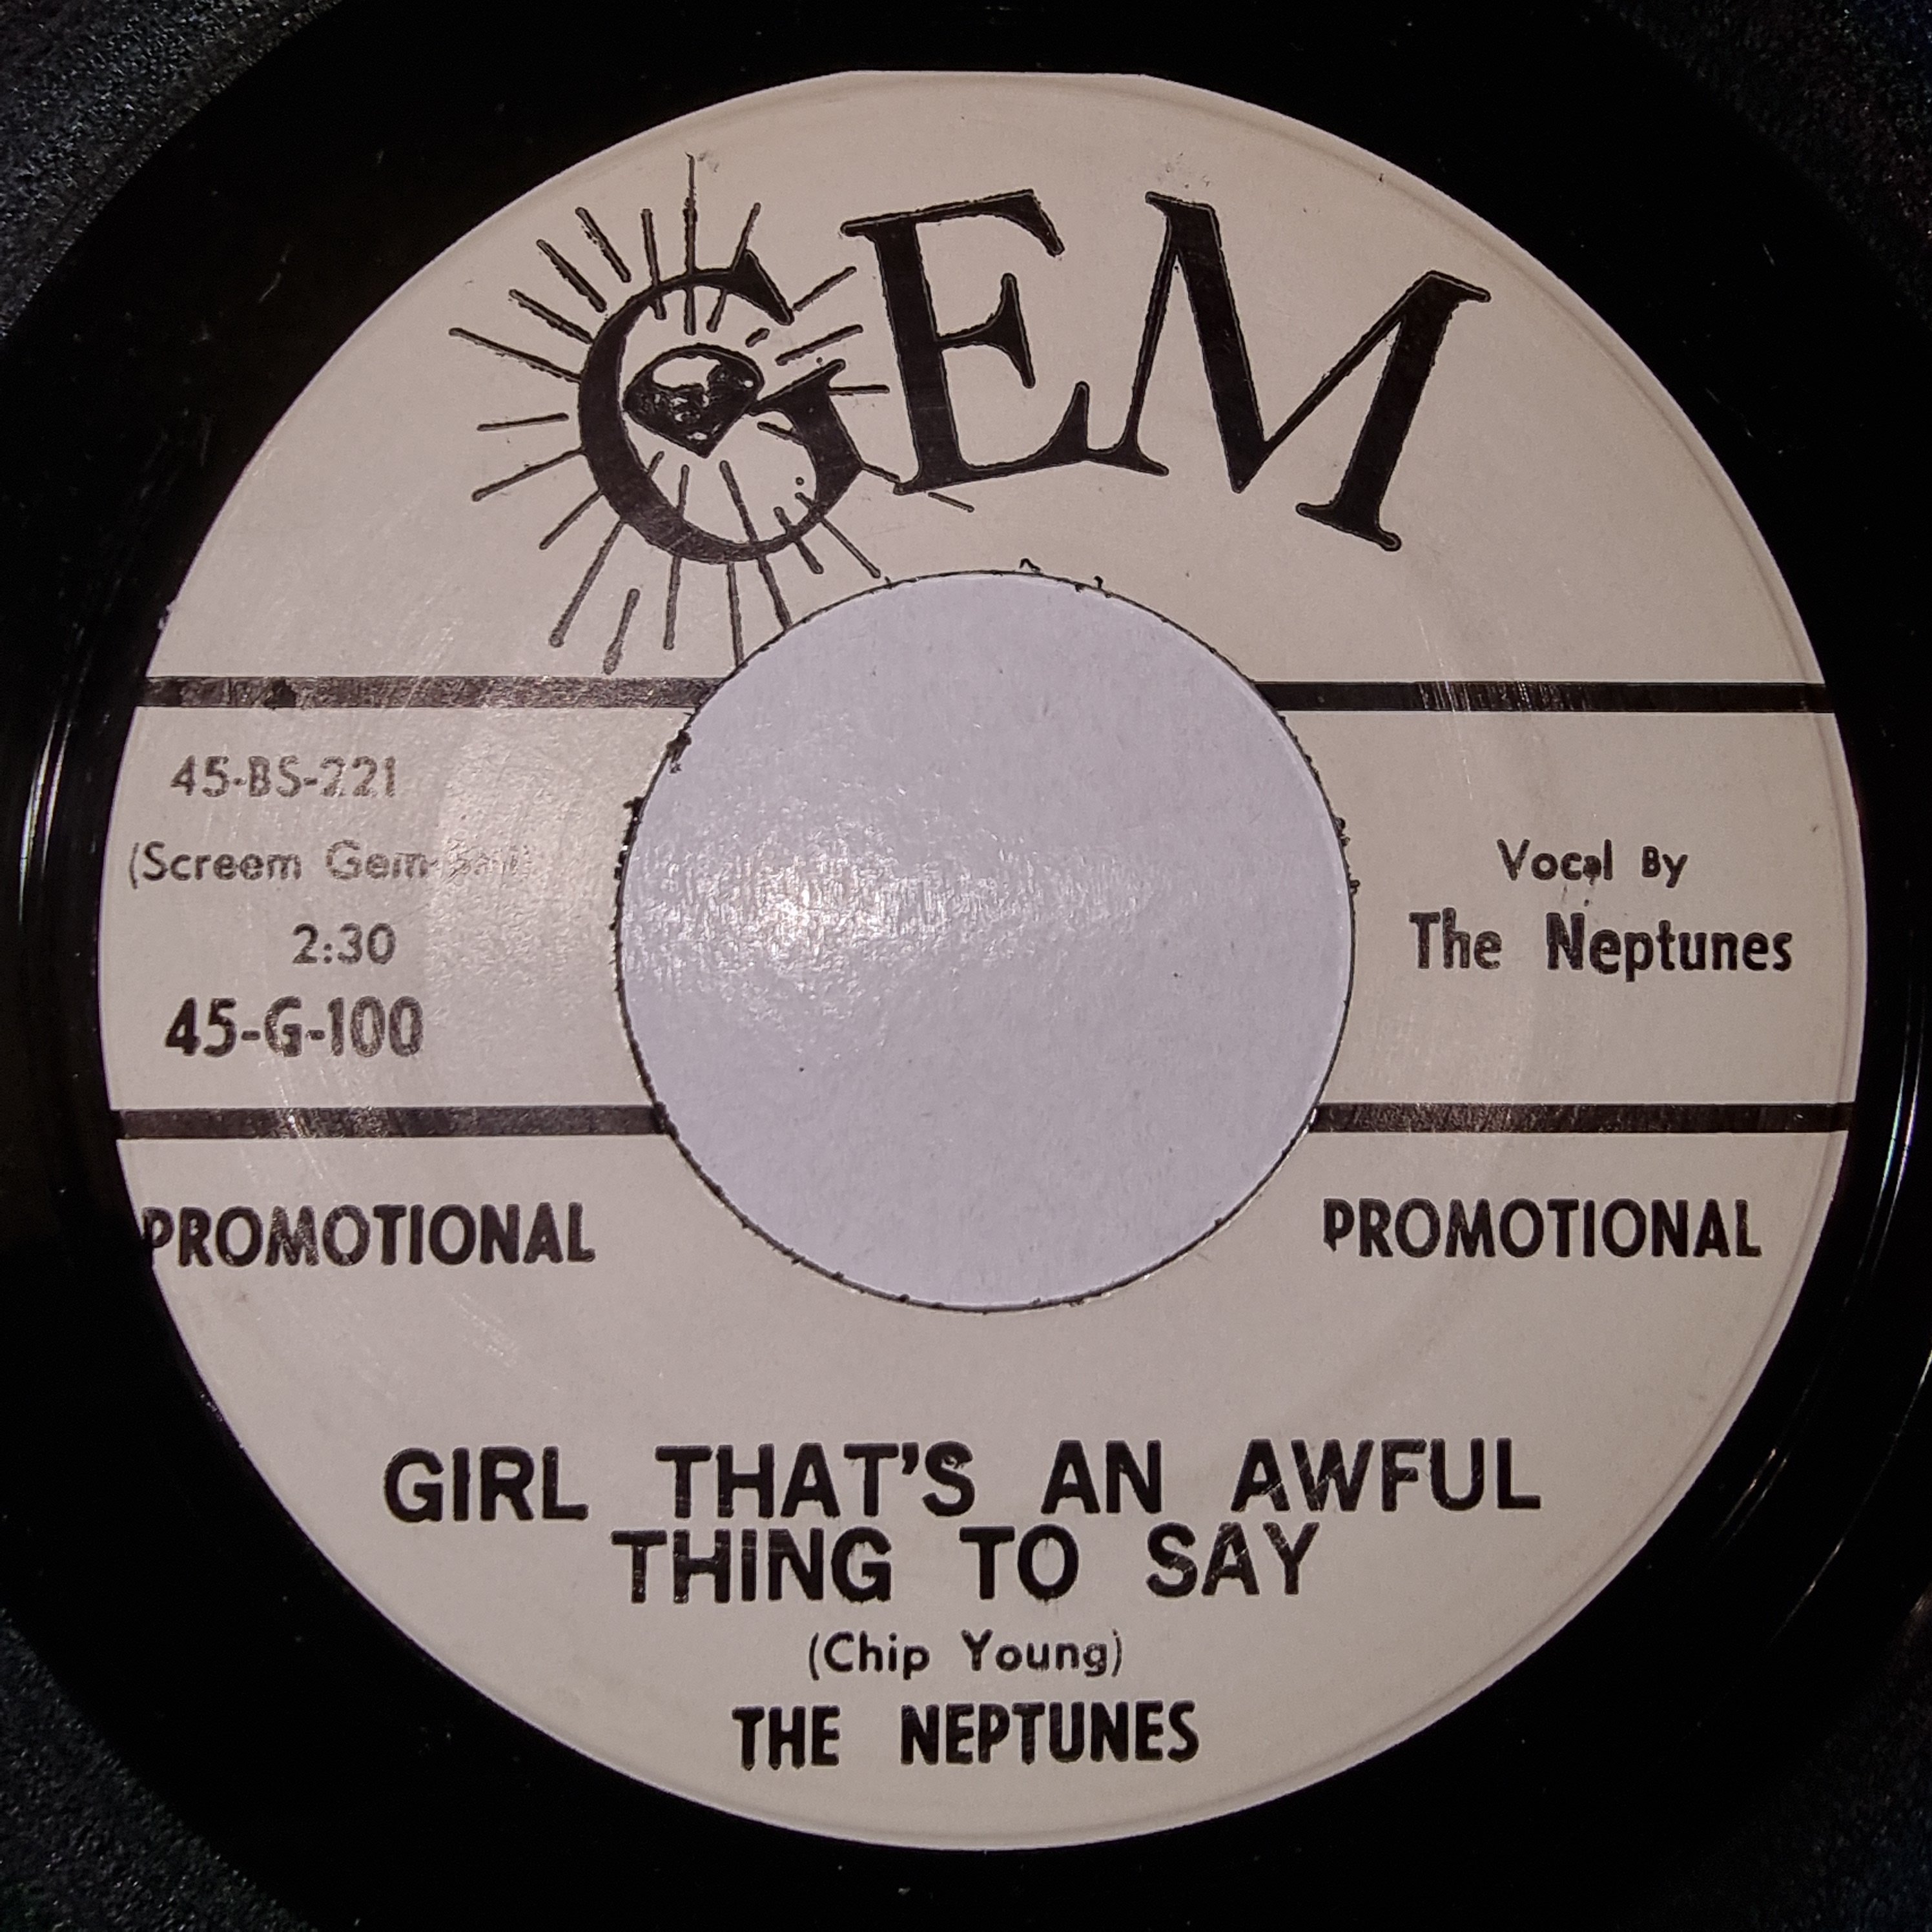 GEM
45-BS-221
(Screem Gem
2:30
45-G-100
Vocal By
The Neptunes
PROMOTIONAL PROMOTIONAL
GIRL THAT'S AN AWFUL
THING TO SAY
(Chip Young)
THE NEPTUNES